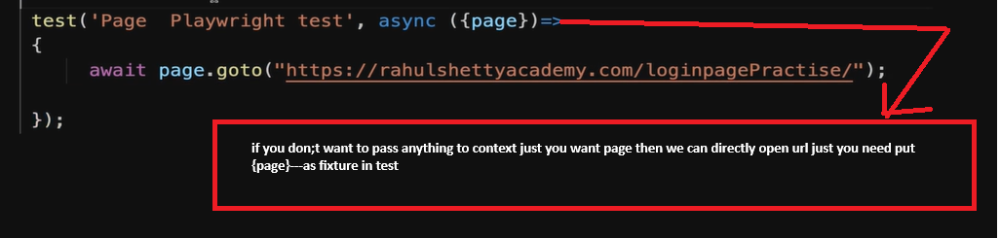 test('Page  Playwright test', async ({page})=>
{
await page.goto("https://rahulshettyacademy.com/loginpagePractise/");
});
if you don;t want to pass anything to context just you want page then we can directly open url just you need put
{page}---as fixture in test